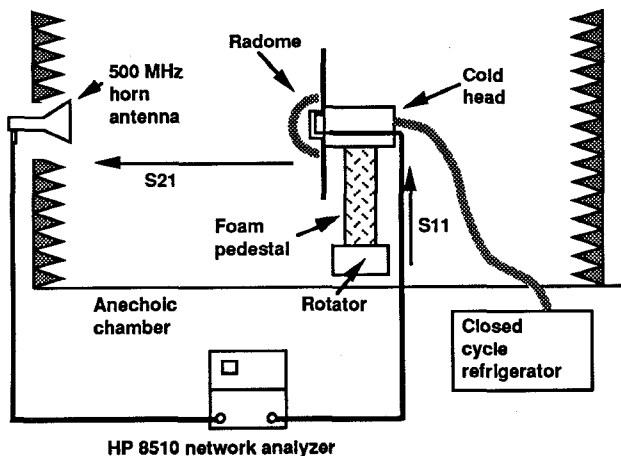 Radome
500 MHz
horn
antenna
Cold
head
S21
S11
Foam
pedestal
Rotator
Anechoic
chamber
Closed
cycle
refrigerator
HP 8510 network analyzer